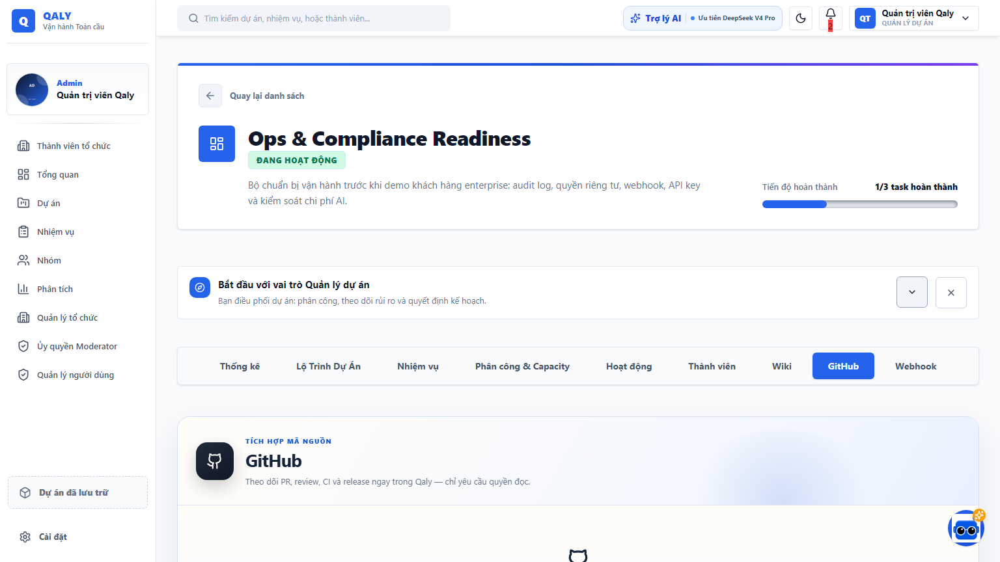 Q
QALY
Vận hành Toàn cầu
Tìm kiếm dự án, nhiệm vụ, hoặc thành viên...
Trợ lý AI
Ưu tiên DeepSeek V4 Pro
2
QT
Quản trị viên Qaly
QUẢN LÝ DỰ ÁN
AD
Admin
Quản trị viên Qaly
Thành viên tổ chức
Tổng quan
Dự án
Nhiệm vụ
Nhóm
Phân tích
Quản lý tổ chức
Ủy quyền Moderator
Quản lý người dùng
Dự án đã lưu trữ
Cài đặt
Quay lại danh sách
Ops & Compliance Readiness
ĐANG HOẠT ĐỘNG
Bộ chuẩn bị vận hành trước khi demo khách hàng enterprise: audit log, quyền riêng tư, webhook, API key
và kiểm soát chi phí AI.
Tiến độ hoàn thành
1/3 task hoàn thành
Bắt đầu với vai trò Quản lý dự án
Bạn điều phối dự án: phân công, theo dõi rủi ro và quyết định kế hoạch.
Thống kê
Lộ Trình Dự Án
Nhiệm vụ
Phân công & Capacity
Hoạt động
Thành viên
Wiki
GitHub
Webhook
TÍCH HỢP MÃ NGUỒN
GitHub
Theo dõi PR, review, CI và release ngay trong Qaly — chỉ yêu cầu quyền đọc.